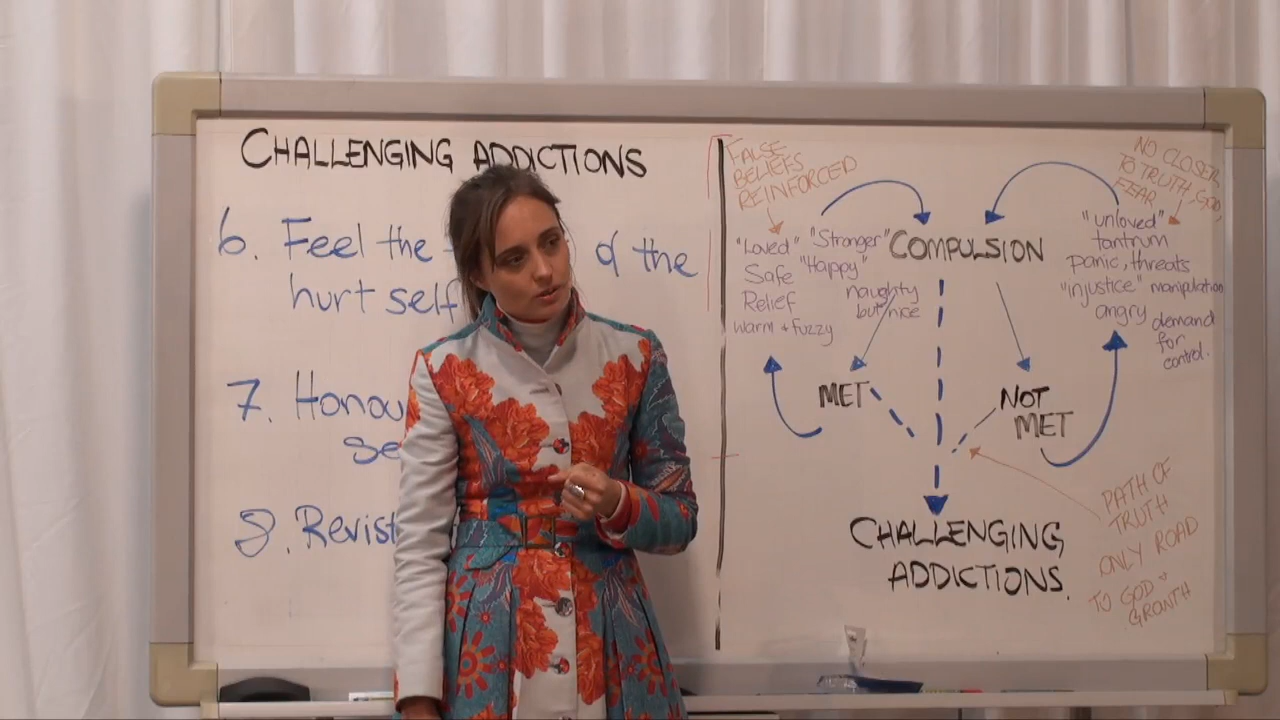 CHALLENGING ADDICTIONS
6. Feel the of the
hurt self
7. Honou
se
8. Revisi
FALSE
BELIEFS
REINFORCED
"Loved"
Safe
Relief
warm + fuzzy
"Stronger"
"Happy"
naughty
but nice
COMPULSION
NO CLOSER
TO TRUTH, GOD,
FEAR
"unloved"
tantrum
panic, threats
"injustice" manipulation
angry
demand
for
control.
MET
NOT
MET
CHALLENGING
ADDICTIONS.
PATH OF
TRUTH
ONLY ROAD
TO GOD +
GROWTH